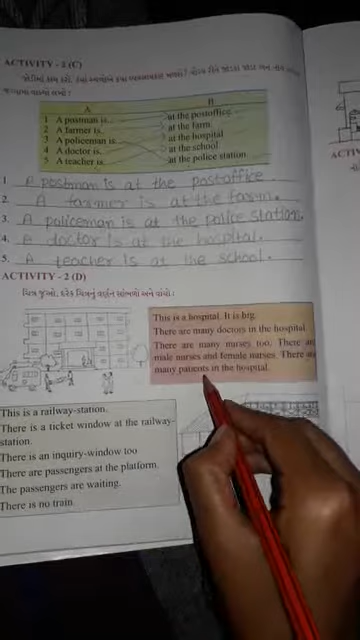 ACTIVITY - 2 (C)
A B
1 A postman is at the postoffice.
2 A farmer is. at the farm.
3 A policeman is at the hospital
4 A doctor is. at the school
5 A teacher is. at the police station.
1. A postman is at the postoffice
2. A farmer is at the farm.
3. A policeman is at the police station.
4. A doctor is at the hospital.
5. A teacher is at the school.
ACTIVITY - 2 (D)
ચિત્ર જુઓ. દરેક ચિત્રનું વર્ણન સાંભળો અને વાંચો.
This is a hospital. It is big.
There are many doctors in the hospital.
There are many nurses too. There are
male nurses and female nurses. There are
many patients in the hospital.
This is a railway-station.
There is a ticket window at the railway-
station.
There is an inquiry-window too
There are passengers at the platform.
The passengers are waiting.
There is no train.